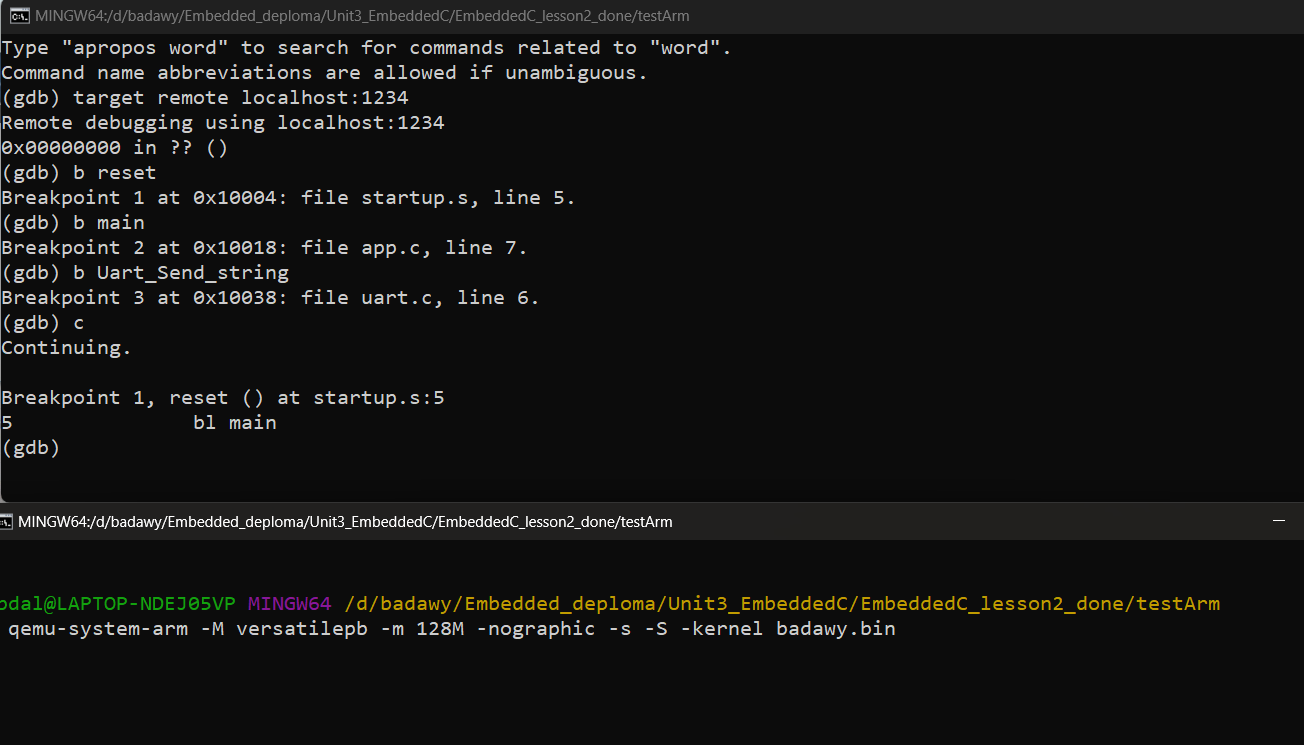 MINGW64:/d/badawy/Embedded_deploma/Unit3_EmbeddedC/EmbeddedC_lesson2_done/testArm
Type "apropos word" to search for commands related to "word".
Command name abbreviations are allowed if unambiguous.
(gdb) target remote localhost:1234
Remote debugging using localhost:1234
0x00000000 in ?? ()
(gdb) b reset
Breakpoint 1 at 0x10004: file startup.s, line 5.
(gdb) b main
Breakpoint 2 at 0x10018: file app.c, line 7.
(gdb) b Uart_Send_string
Breakpoint 3 at 0x10038: file uart.c, line 6.
(gdb) c
Continuing.
Breakpoint 1, reset () at startup.s:5
5               bl main
(gdb)
MINGW64:/d/badawy/Embedded_deploma/Unit3_EmbeddedC/EmbeddedC_lesson2_done/testArm
odal@LAPTOP-NDEJ05VP MINGW64 /d/badawy/Embedded_deploma/Unit3_EmbeddedC/EmbeddedC_lesson2_done/testArm
qemu-system-arm -M versatilepb -m 128M -nographic -s -S -kernel badawy.bin